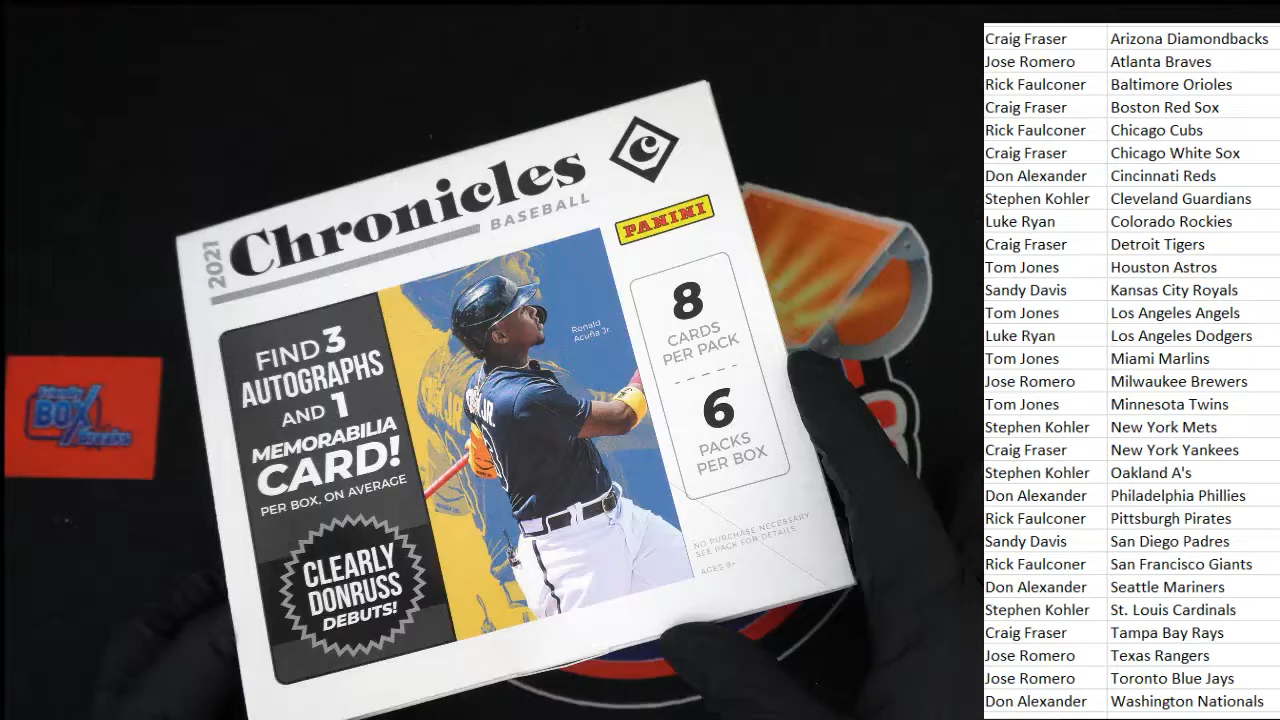 2021
Chronicles
BASEBALL
C
PANINI
FIND 3
AUTOGRAPHS
AND 1
MEMORABILIA
CARD!
PER BOX, ON AVERAGE
CLEARLY
DONRUSS
DEBUTS!
Ronald
Acuña Jr.
8
CARDS
PER PACK
6
PACKS
PER BOX
NO PURCHASE NECESSARY
SEE PACK FOR DETAILS
AGES 9+
BOX
Breaks
Craig Fraser Arizona Diamondbacks
Jose Romero Atlanta Braves
Rick Faulconer Baltimore Orioles
Craig Fraser Boston Red Sox
Rick Faulconer Chicago Cubs
Craig Fraser Chicago White Sox
Don Alexander Cincinnati Reds
Stephen Kohler Cleveland Guardians
Luke Ryan Colorado Rockies
Craig Fraser Detroit Tigers
Tom Jones Houston Astros
Sandy Davis Kansas City Royals
Tom Jones Los Angeles Angels
Luke Ryan Los Angeles Dodgers
Tom Jones Miami Marlins
Jose Romero Milwaukee Brewers
Tom Jones Minnesota Twins
Stephen Kohler New York Mets
Craig Fraser New York Yankees
Stephen Kohler Oakland A's
Don Alexander Philadelphia Phillies
Rick Faulconer Pittsburgh Pirates
Sandy Davis San Diego Padres
Rick Faulconer San Francisco Giants
Don Alexander Seattle Mariners
Stephen Kohler St. Louis Cardinals
Craig Fraser Tampa Bay Rays
Jose Romero Texas Rangers
Jose Romero Toronto Blue Jays
Don Alexander Washington Nationals